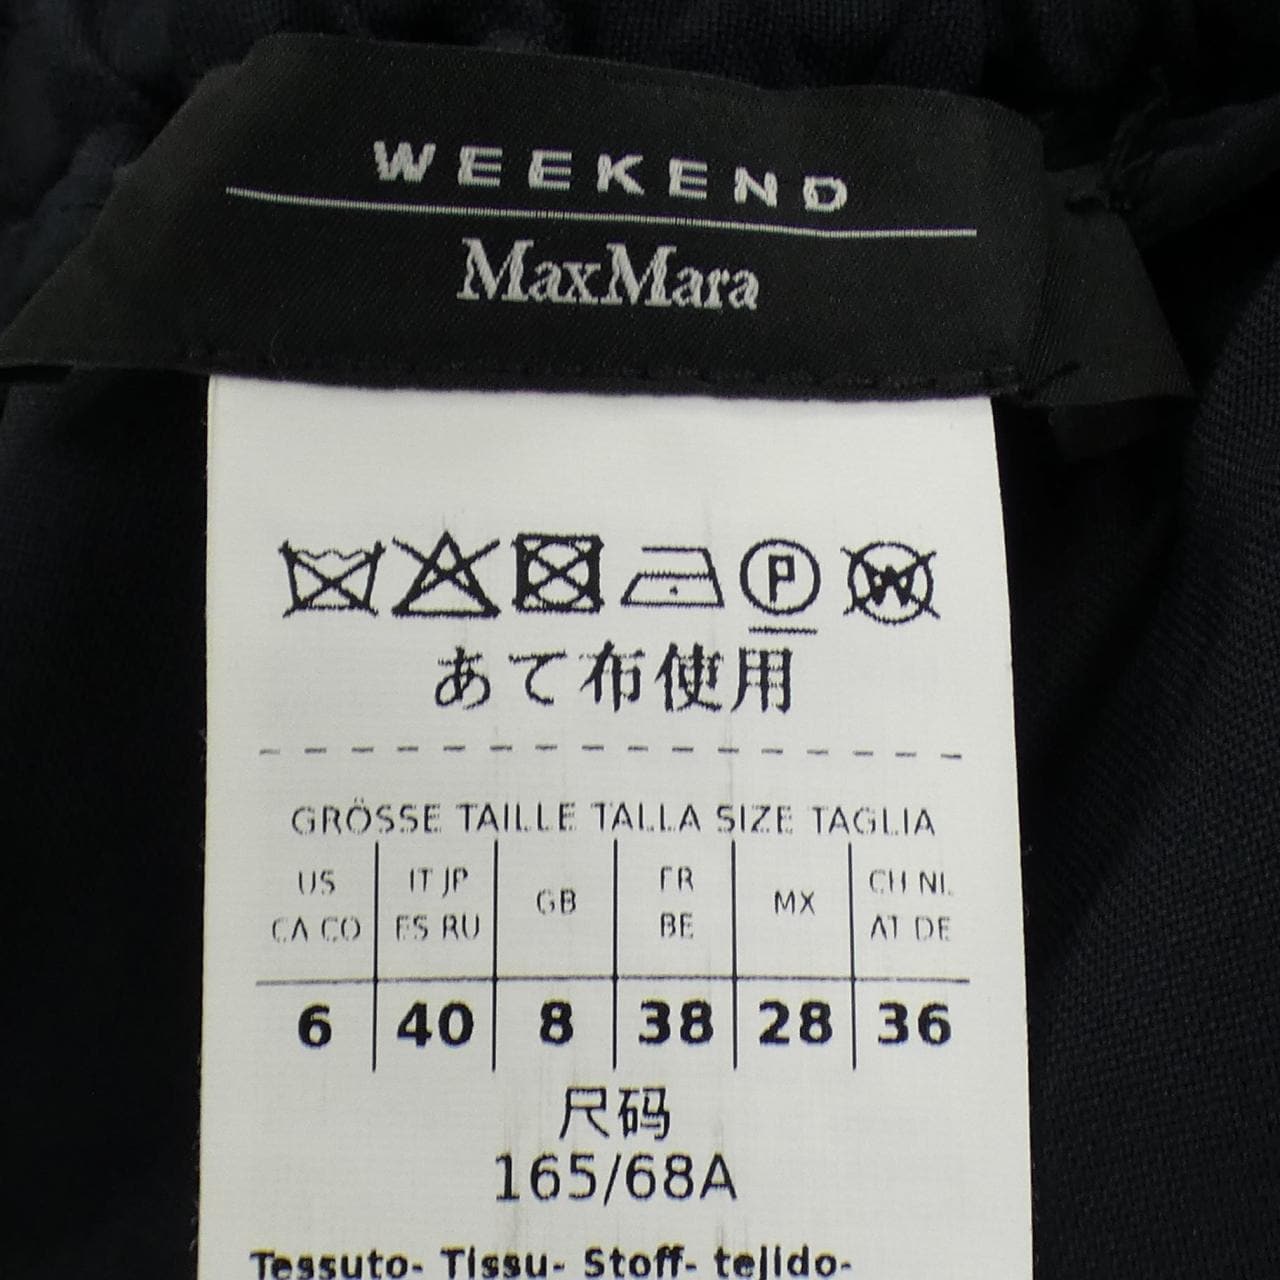 WEEKEND
MaxMara
P W
あて布使用
GRÖSSE TAILLE TALLA SIZE TAGLIA
US IT JP GB FR MX CH NL
CA CO ES RU BE AT DE
6 40 8 38 28 36
尺码
165/68A
Tessuto- Tissu- Stoff- tejido-